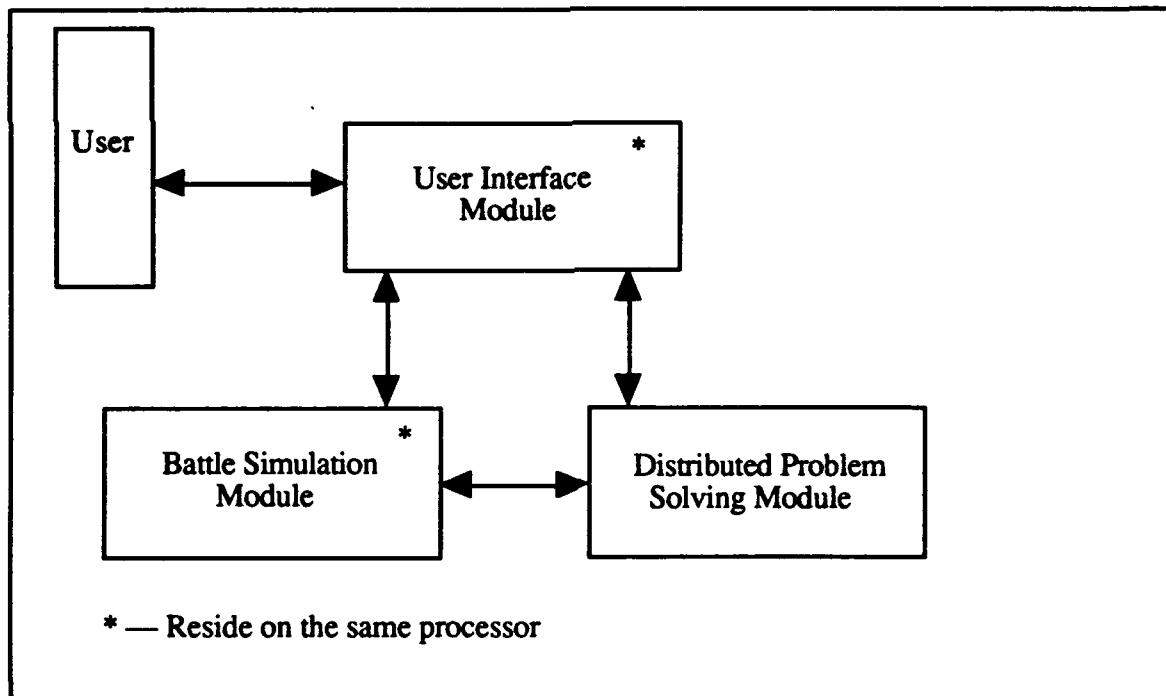 User
*
User Interface
Module
*
Battle Simulation
Module
Distributed Problem
Solving Module
* — Reside on the same processor